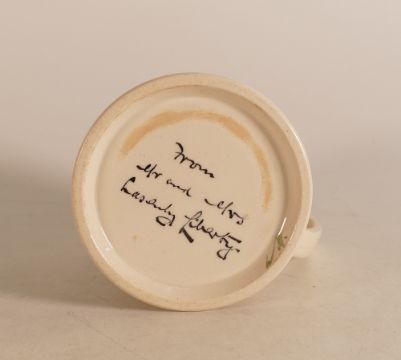 From
Mr and Mrs
Lasenby Liberty